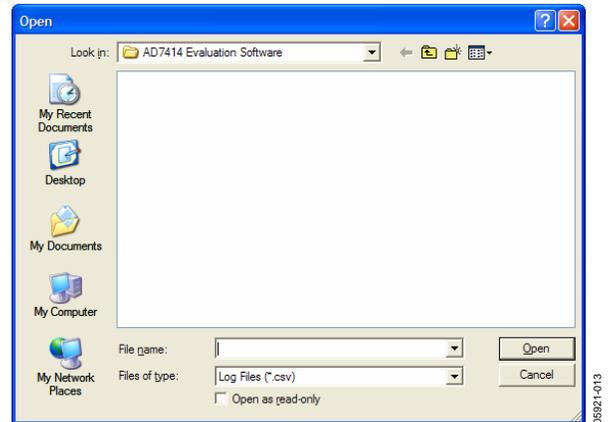 Open
Look in: AD7414 Evaluation Software
My Recent
Documents
Desktop
My Documents
My Computer
My Network
Places
File name:
Open
Files of type: Log Files (*.csv)
Cancel
Open as read-only
05921-013